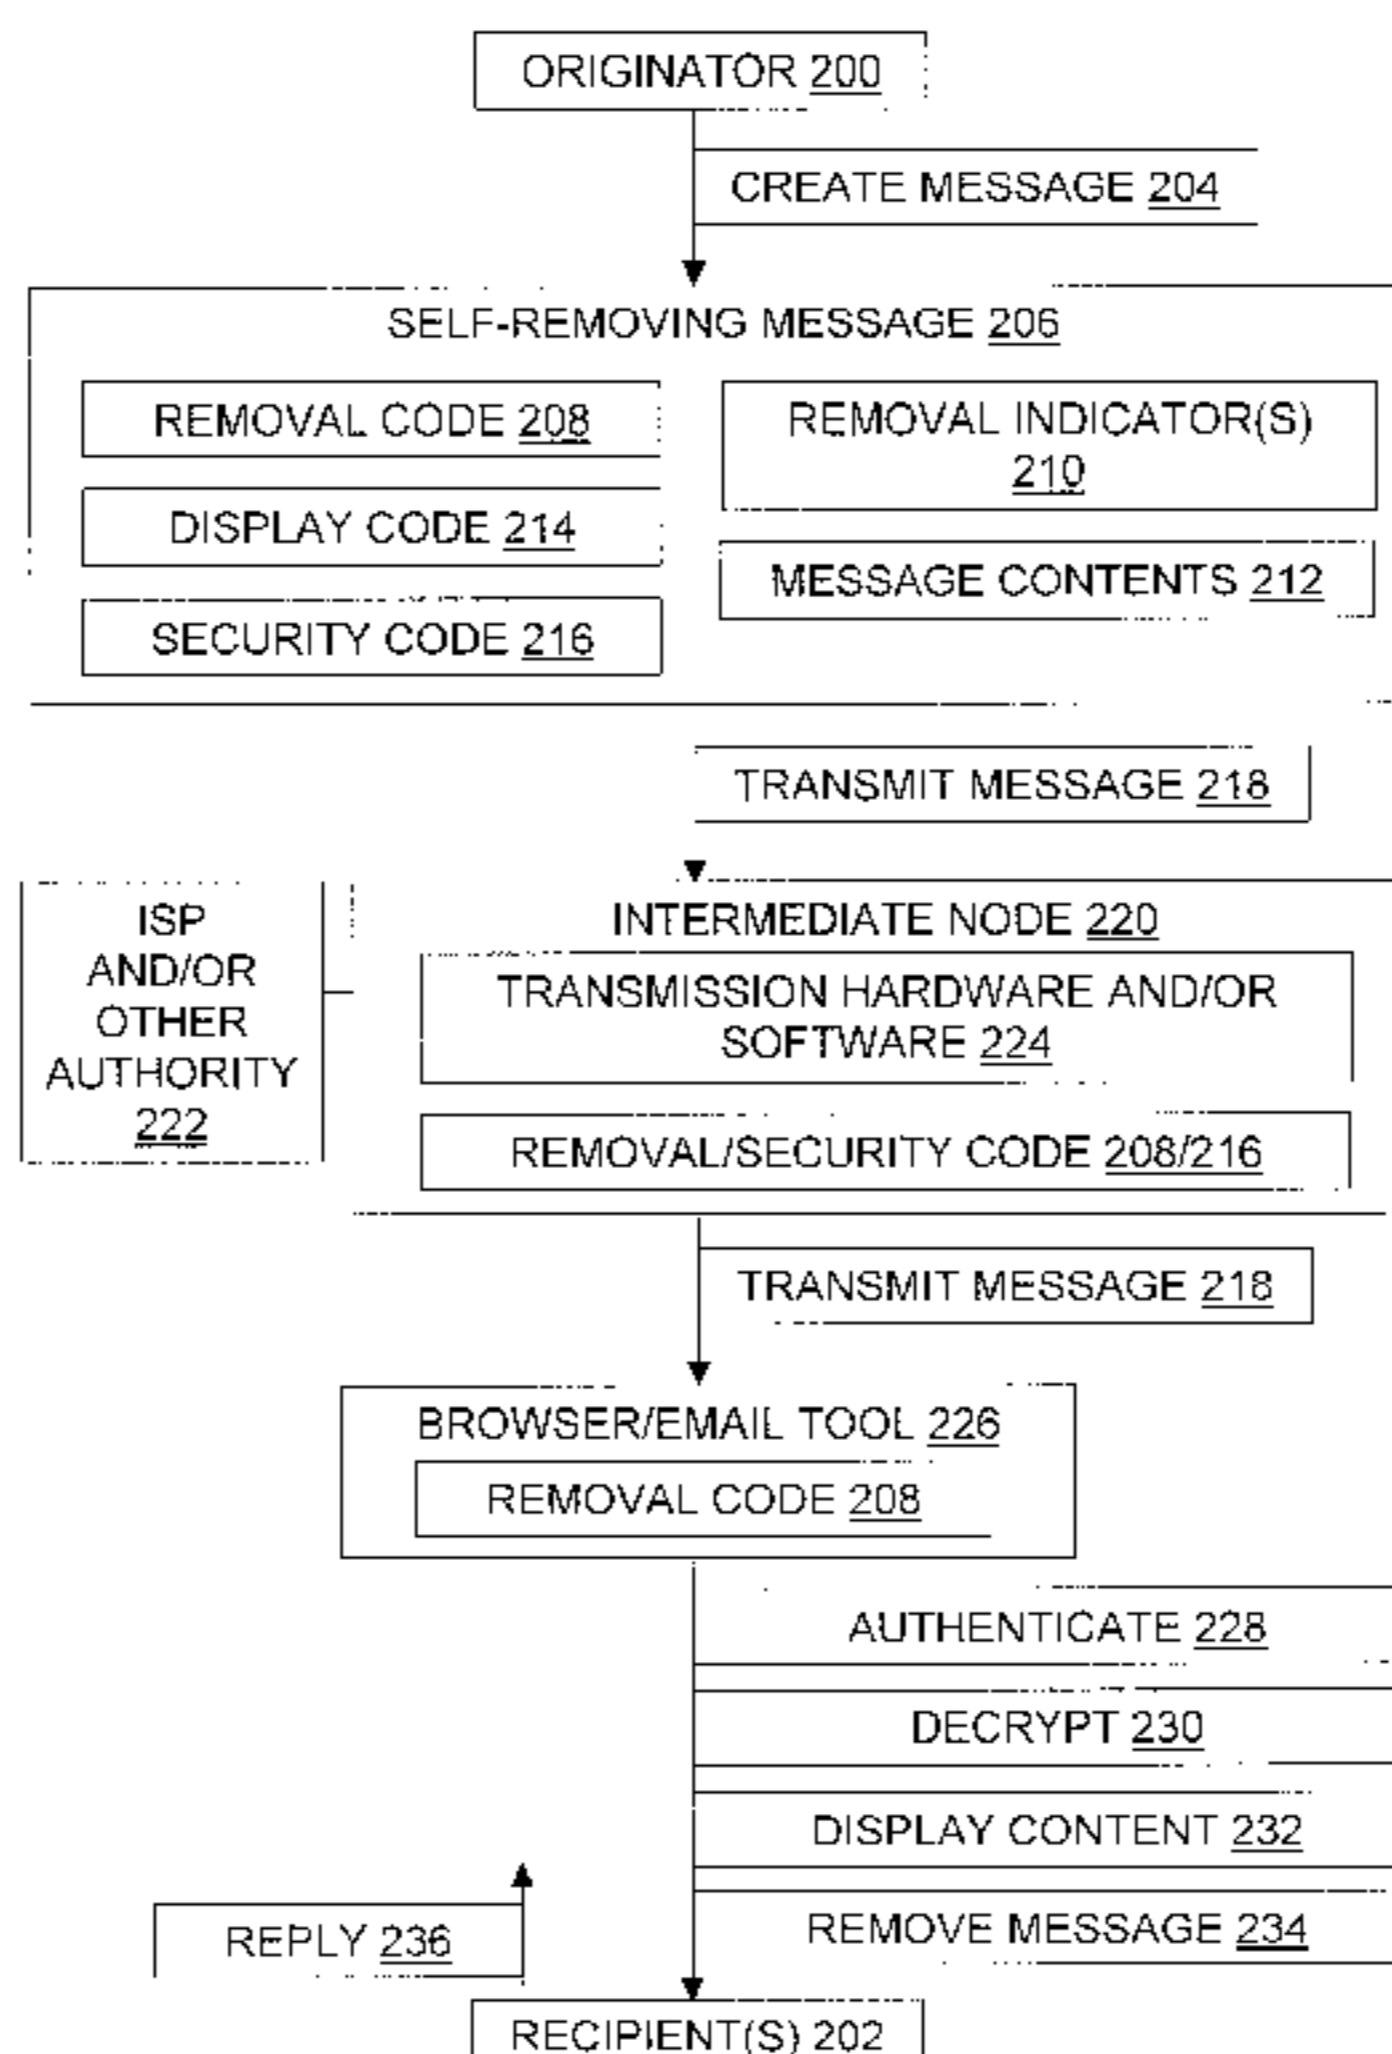 ORIGINATOR 200
CREATE MESSAGE 204
SELF-REMOVING MESSAGE 206
REMOVAL CODE 208
REMOVAL INDICATOR(S)
210
DISPLAY CODE 214
MESSAGE CONTENTS 212
SECURITY CODE 216
TRANSMIT MESSAGE 218
ISP
AND/OR
OTHER
AUTHORITY
222
INTERMEDIATE NODE 220
TRANSMISSION HARDWARE AND/OR
SOFTWARE 224
REMOVAL/SECURITY CODE 208/216
TRANSMIT MESSAGE 218
BROWSER/EMAIL TOOL 226
REMOVAL CODE 208
AUTHENTICATE 228
DECRYPT 230
DISPLAY CONTENT 232
REMOVE MESSAGE 234
REPLY 236
RECIPIENT(S) 202